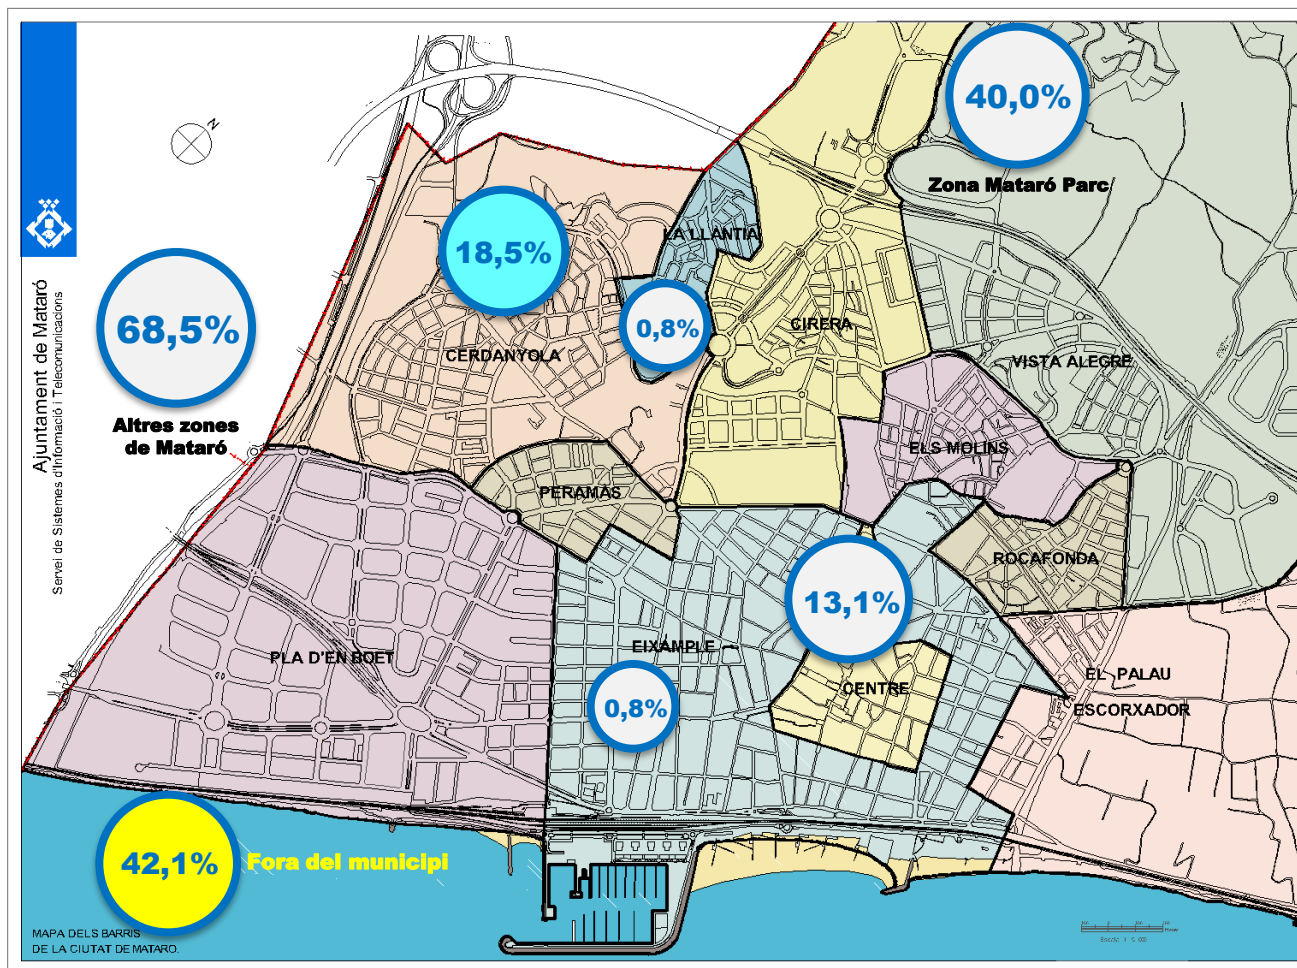 N
40,0%
Zona Mataró Parc
18,5%
LA LLANTIA
68,5%
Altres zones
de Mataró
Ajuntament de Mataró
Servei de Sistemes d'Informació i Telecomunicacions
0,8%
CIRERA
CERDANYOLA
VISTA ALEGRE
ELS MOLINS
PERAMAS
ROCAFONDA
13,1%
PLA D'EN BOET
EIXAMPLE
CENTRE
EL PALAU
ESCORXADOR
0,8%
42,1%
Fora del municipi
MAPA DELS BARRIS
DE LA CIUTAT DE MATARO.